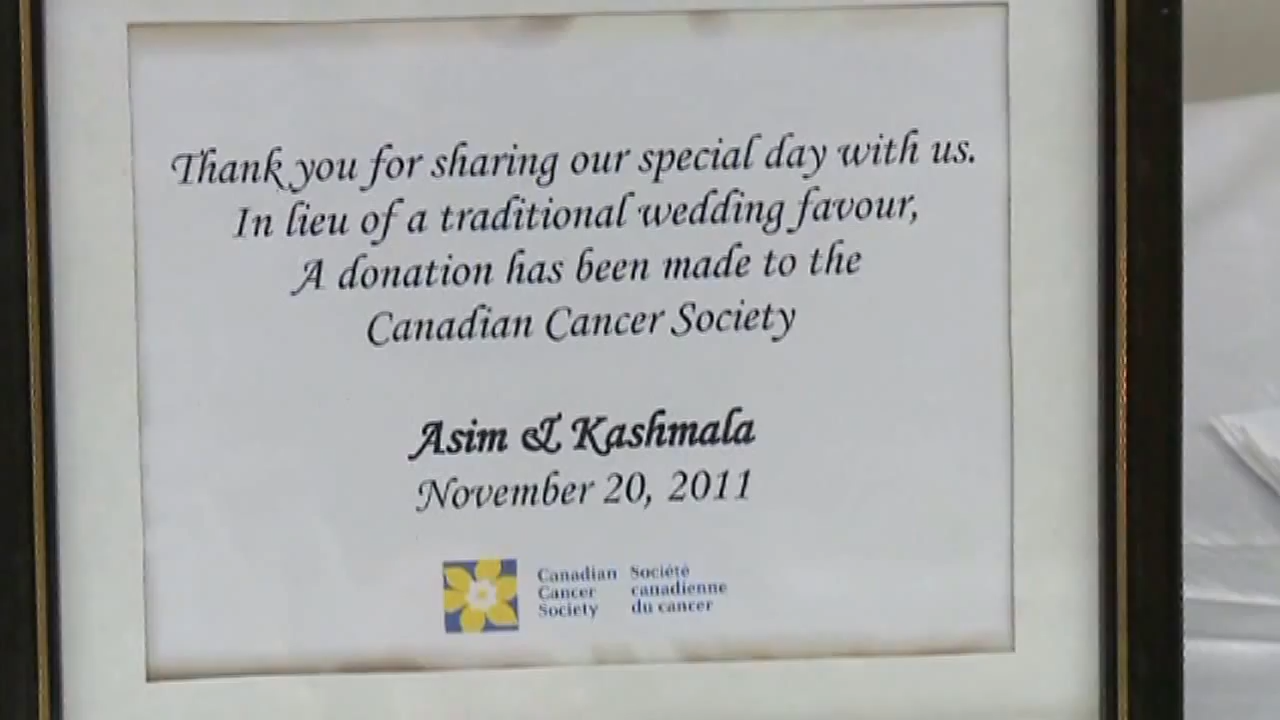 Thank you for sharing our special day with us.
In lieu of a traditional wedding favour,
A donation has been made to the
Canadian Cancer Society
Asim & Kashmala
November 20, 2011
Canadian
Cancer
Society
Société
canadienne
du cancer